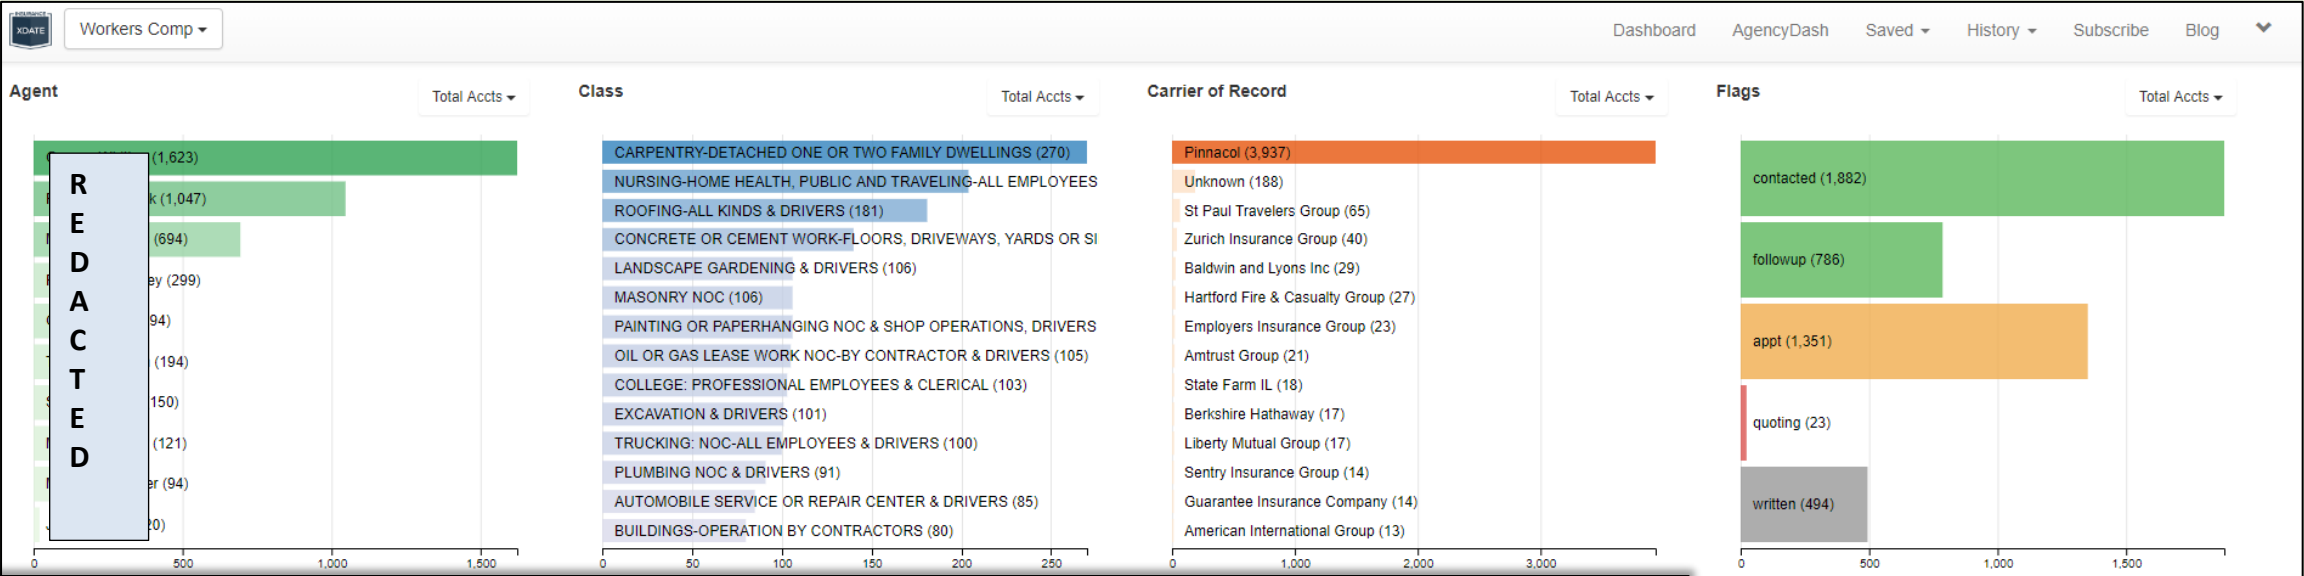 INSURANCE
XDATE
Workers Comp
Dashboard
AgencyDash
Saved
History
Subscribe
Blog
Agent
Total Accts
(1,623)
k (1,047)
(694)
ey (299)
94)
(194)
150)
(121)
er (94)
20)
REDACTED
0 500 1,000 1,500
Class
Total Accts
CARPENTRY-DETACHED ONE OR TWO FAMILY DWELLINGS (270)
NURSING-HOME HEALTH, PUBLIC AND TRAVELING-ALL EMPLOYEES
ROOFING-ALL KINDS & DRIVERS (181)
CONCRETE OR CEMENT WORK-FLOORS, DRIVEWAYS, YARDS OR SI
LANDSCAPE GARDENING & DRIVERS (106)
MASONRY NOC (106)
PAINTING OR PAPERHANGING NOC & SHOP OPERATIONS, DRIVERS
OIL OR GAS LEASE WORK NOC-BY CONTRACTOR & DRIVERS (105)
COLLEGE: PROFESSIONAL EMPLOYEES & CLERICAL (103)
EXCAVATION & DRIVERS (101)
TRUCKING: NOC-ALL EMPLOYEES & DRIVERS (100)
PLUMBING NOC & DRIVERS (91)
AUTOMOBILE SERVICE OR REPAIR CENTER & DRIVERS (85)
BUILDINGS-OPERATION BY CONTRACTORS (80)
0 50 100 150 200 250
Carrier of Record
Total Accts
Pinnacol (3,937)
Unknown (188)
St Paul Travelers Group (65)
Zurich Insurance Group (40)
Baldwin and Lyons Inc (29)
Hartford Fire & Casualty Group (27)
Employers Insurance Group (23)
Amtrust Group (21)
State Farm IL (18)
Berkshire Hathaway (17)
Liberty Mutual Group (17)
Sentry Insurance Group (14)
Guarantee Insurance Company (14)
American International Group (13)
0 1,000 2,000 3,000
Flags
Total Accts
contacted (1,882)
followup (786)
appt (1,351)
quoting (23)
written (494)
0 500 1,000 1,500